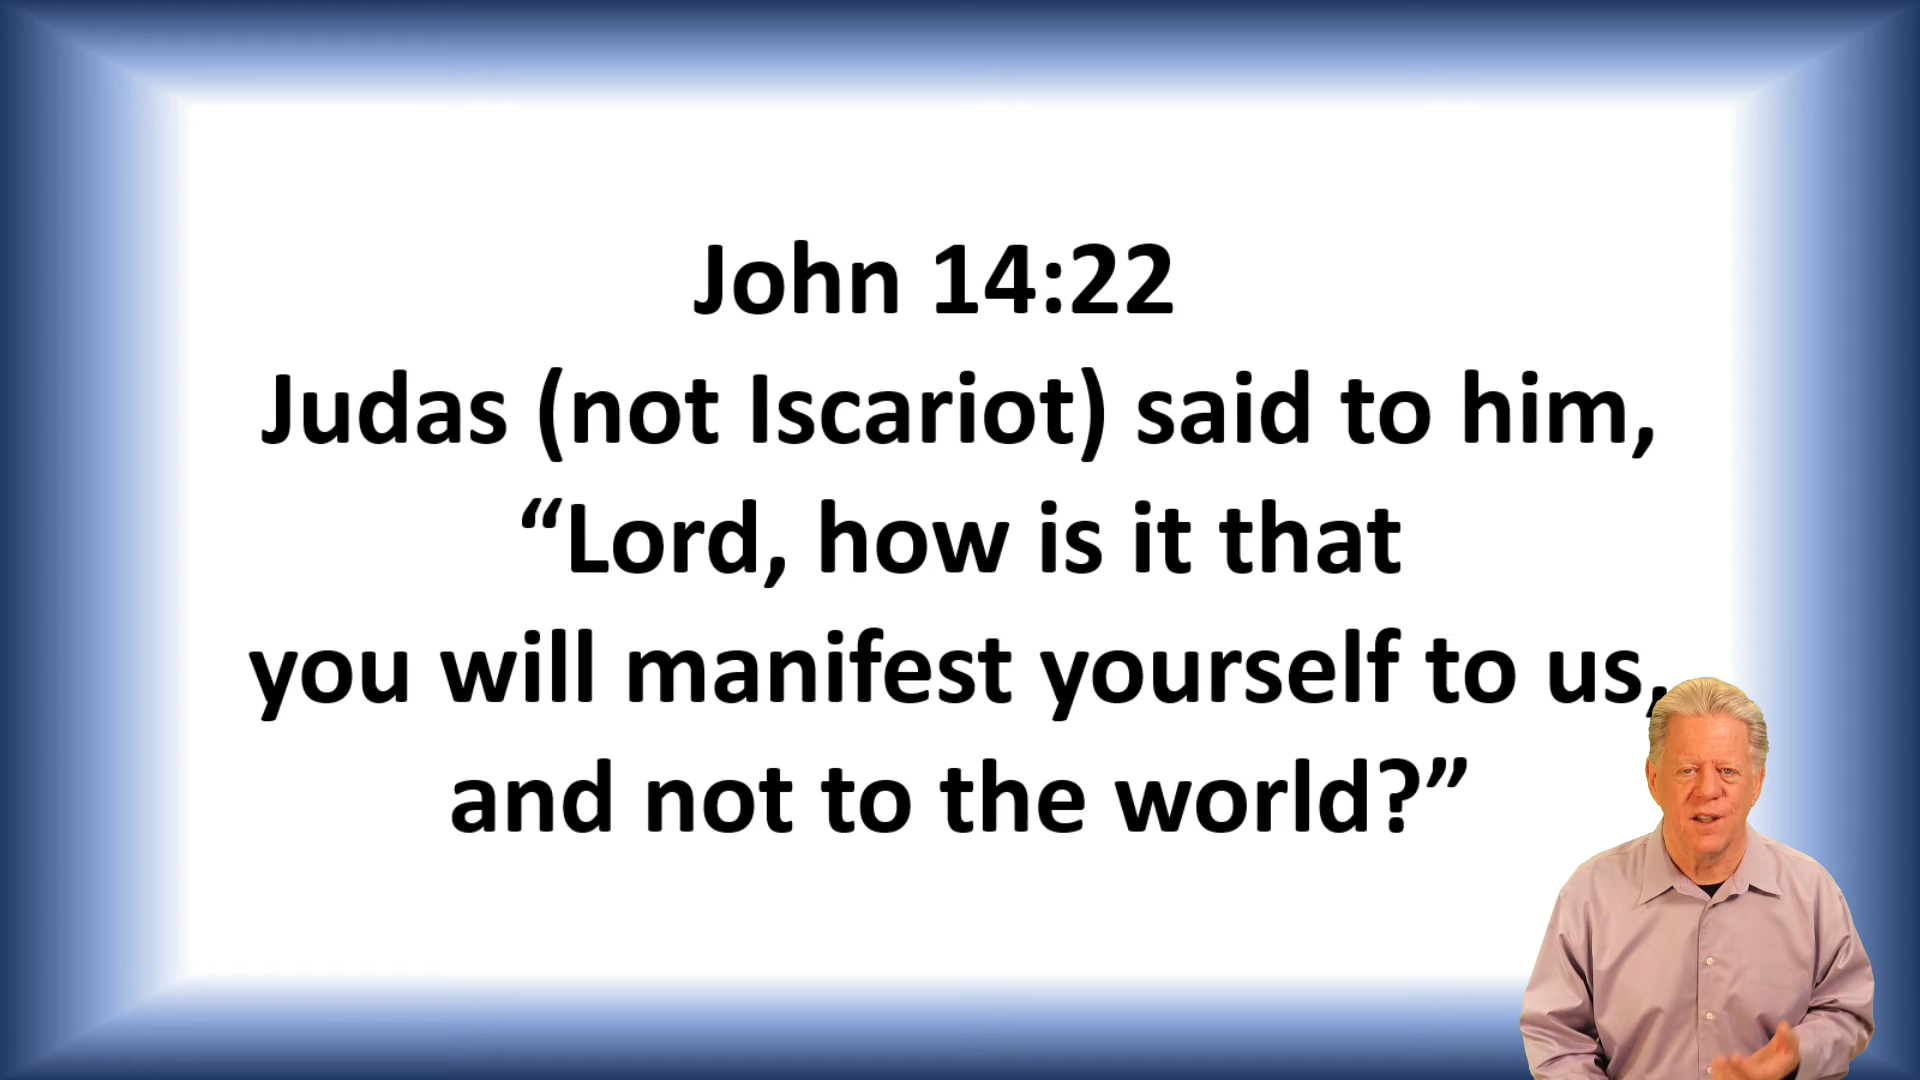 John 14:22
Judas (not Iscariot) said to him,
“Lord, how is it that
you will manifest yourself to us,
and not to the world?”